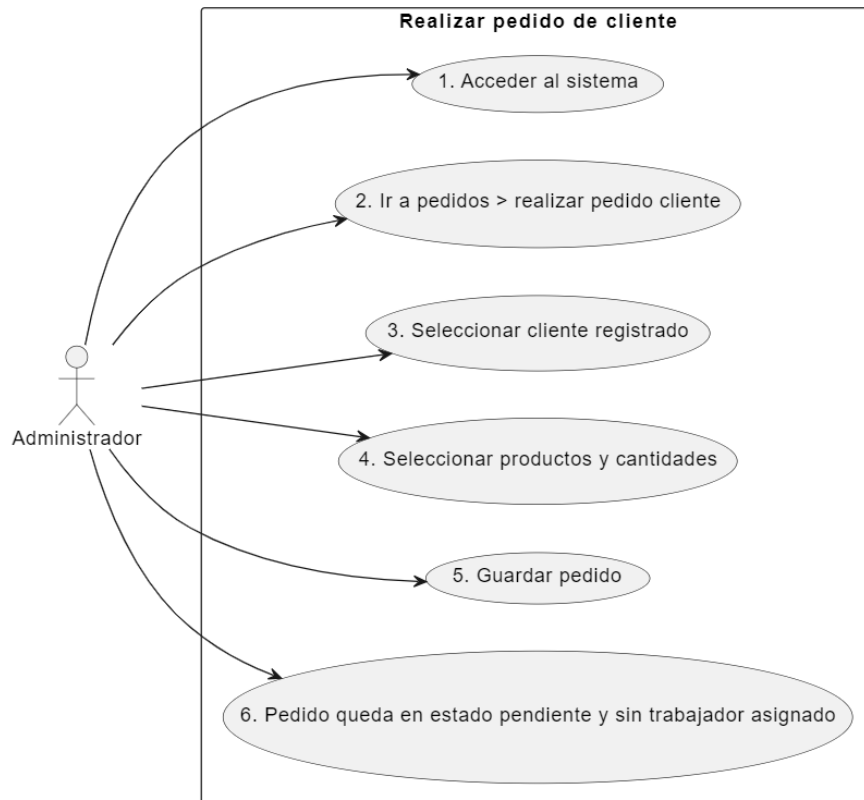 Realizar pedido de cliente
1. Acceder al sistema
2. Ir a pedidos > realizar pedido cliente
3. Seleccionar cliente registrado
Administrador
4. Seleccionar productos y cantidades
5. Guardar pedido
6. Pedido queda en estado pendiente y sin trabajador asignado